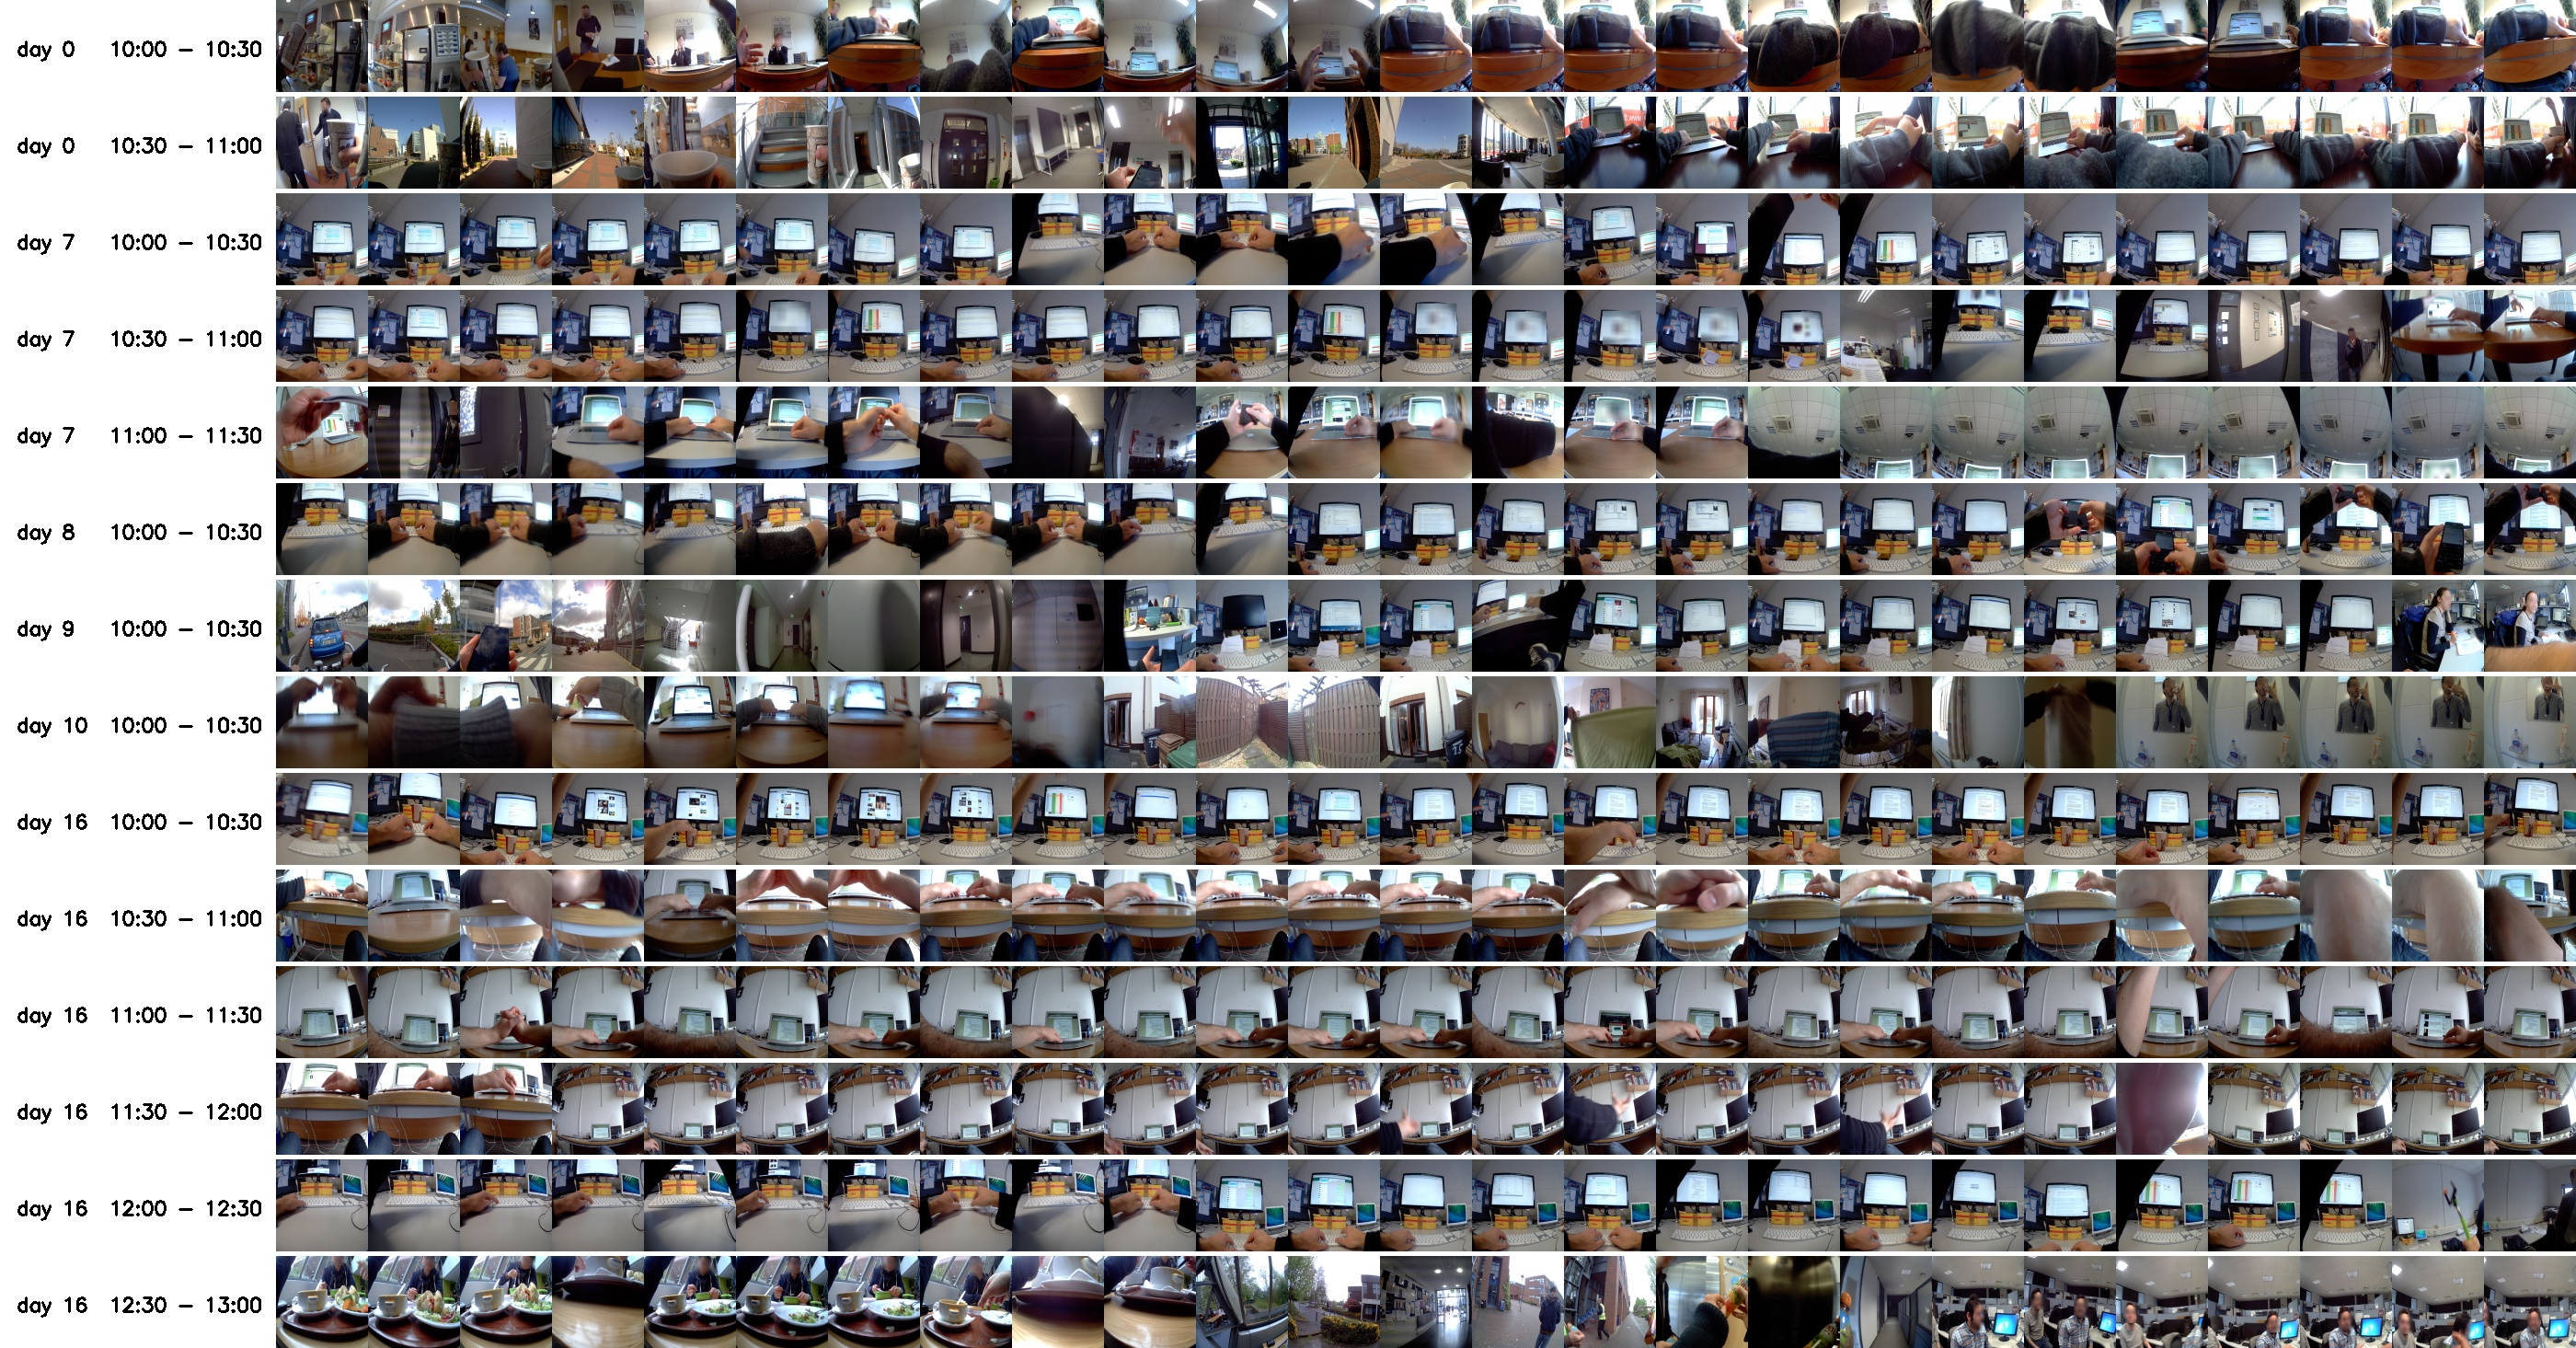 day 0 10:00 - 10:30
day 0 10:30 - 11:00
day 7 10:00 - 10:30
day 7 10:30 - 11:00
day 7 11:00 - 11:30
day 8 10:00 - 10:30
day 9 10:00 - 10:30
day 10 10:00 - 10:30
day 16 10:00 - 10:30
day 16 10:30 - 11:00
day 16 11:00 - 11:30
day 16 11:30 - 12:00
day 16 12:00 - 12:30
day 16 12:30 - 13:00